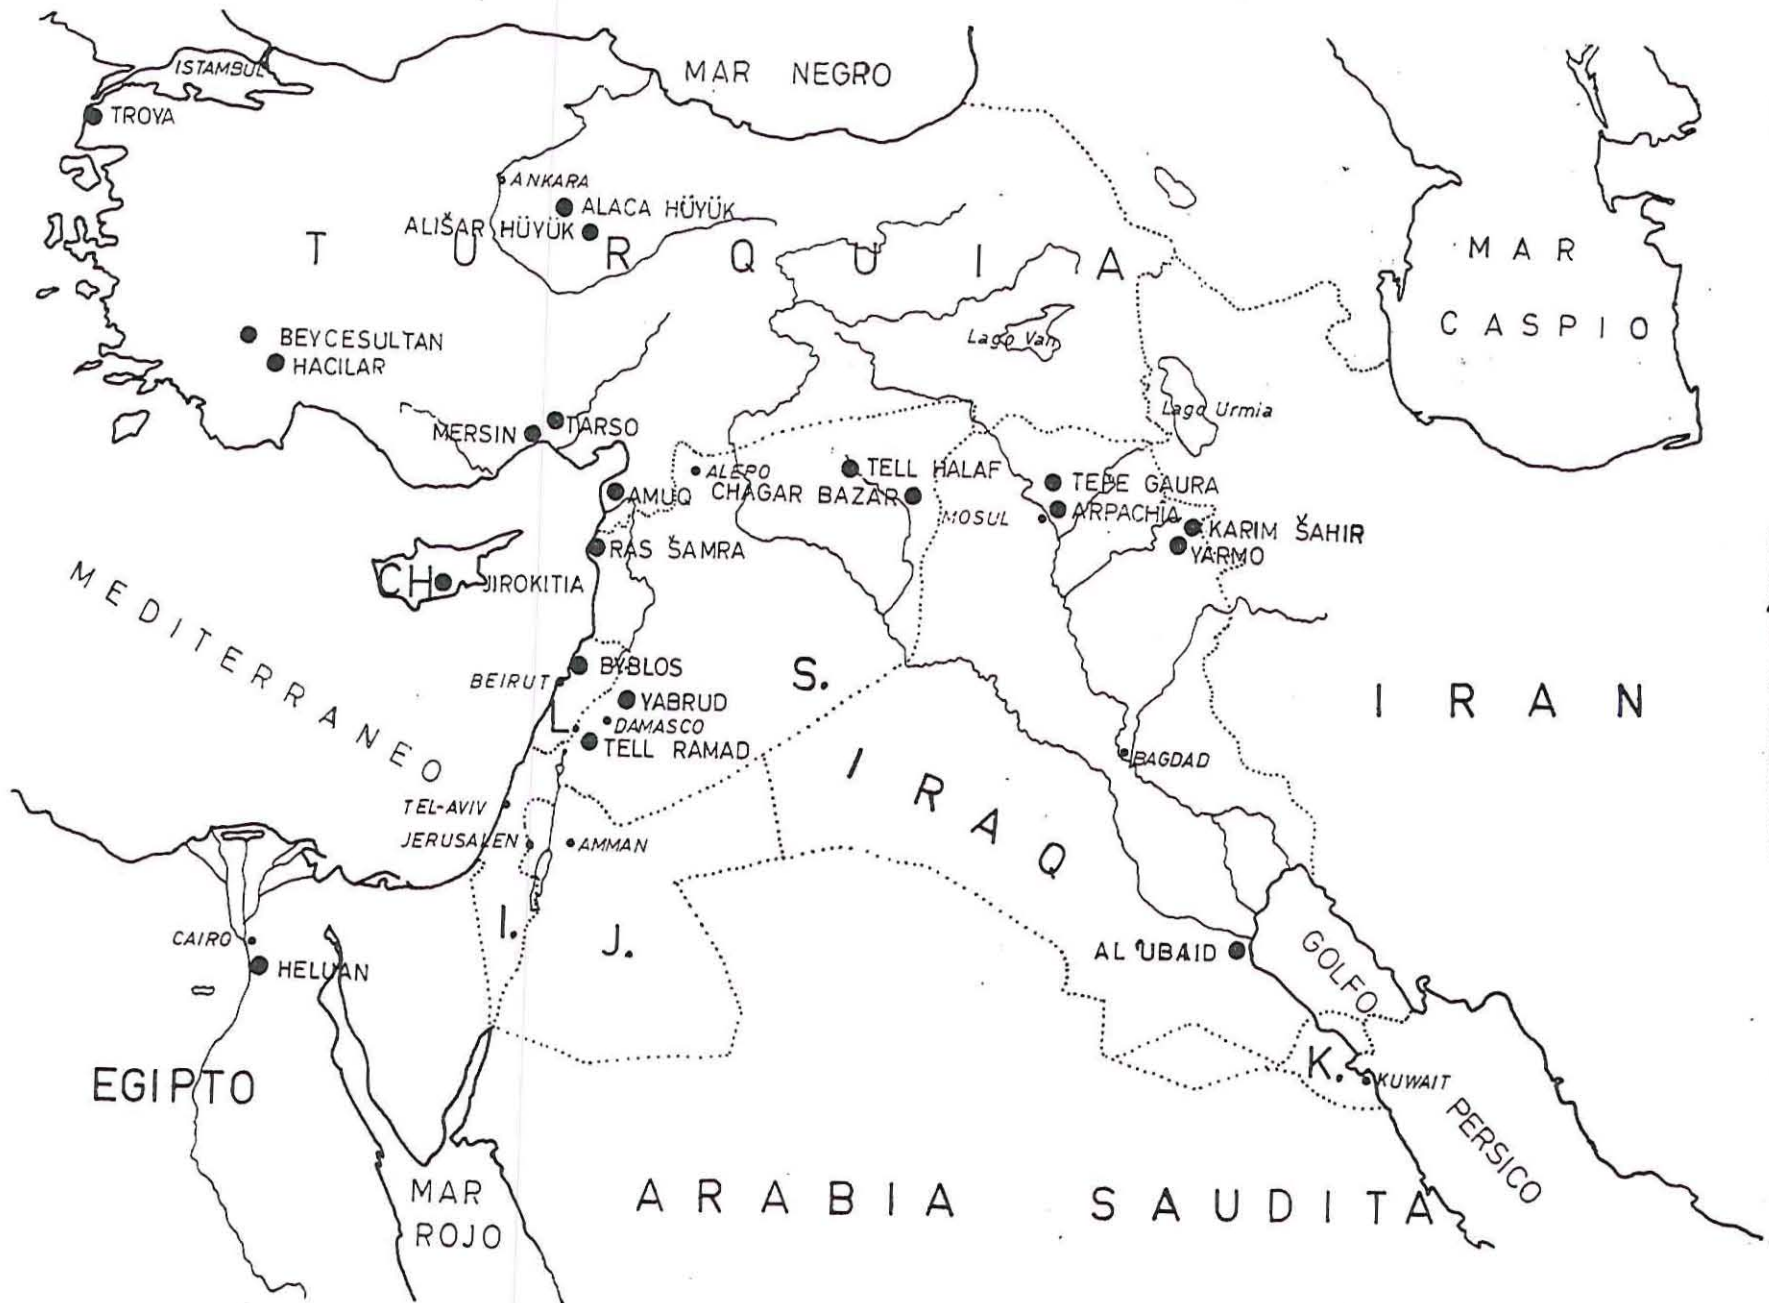 MAR NEGRO
ISTAMBUL
TROYA
ANKARA
ALACA HÜYÜK
ALIŠAR HÜYÜK
TURQUIA
MAR
CASPIO
BEYCESULTAN
HACILAR
Lago Van
Lago Urmia
MERSIN
TARSO
ALEPO
TELL HALAF
CHAGAR BAZAR
AMUQ
TEPE GAURA
ARPACHIA
MOSUL
KARIM ŠAHIR
YARMO
RAS ŠAMRA
CH
JIROKITIA
MEDITERRANEO
BYBLOS
BEIRUT
S.
YABRUD
L.
DAMASCO
TELL RAMAD
IRAN
BAGDAD
IRAQ
TEL-AVIV
JERUSALEN
AMMAN
I.
J.
CAIRO
HELUAN
AL 'UBAID
GOLFO
PERSICO
K.
KUWAIT
EGIPTO
MAR
ROJO
ARABIA SAUDITA